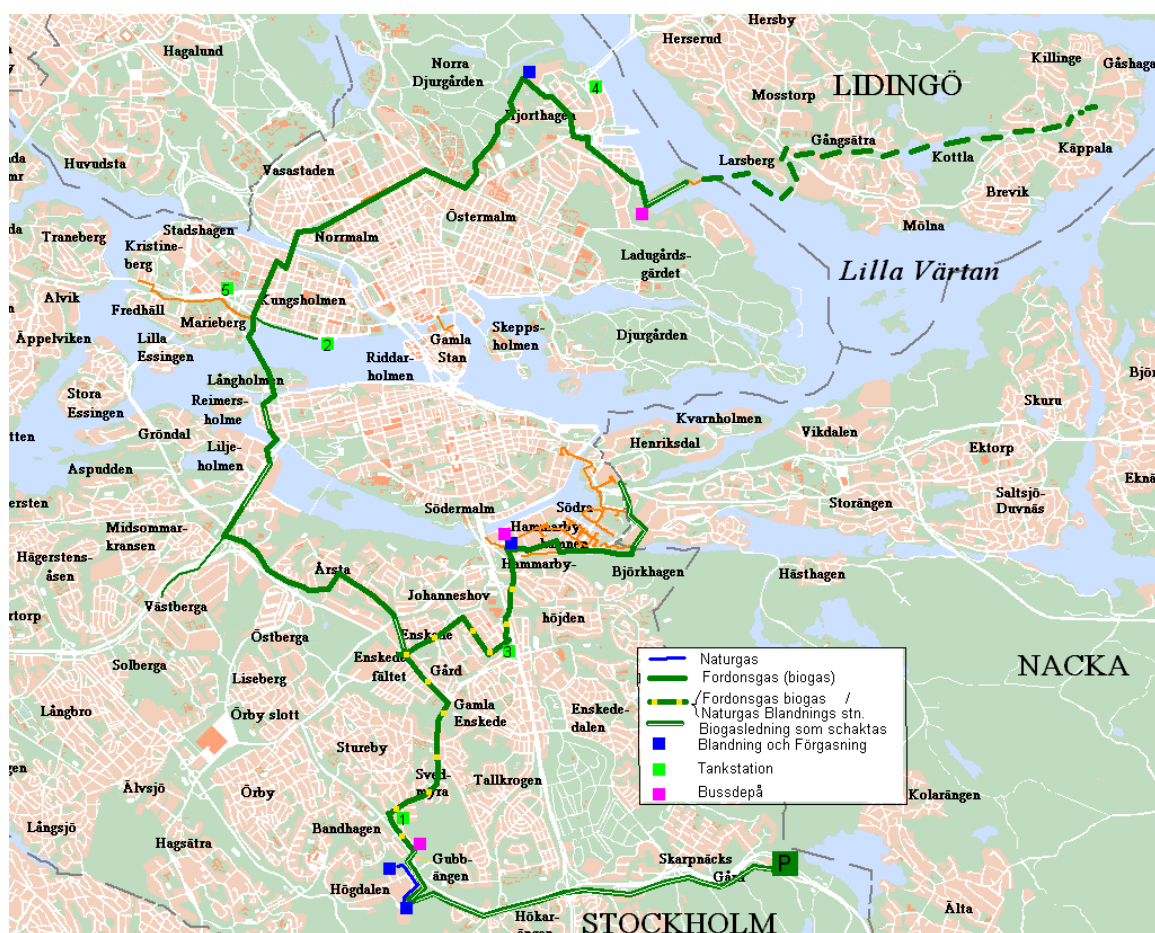 Hersby
Hagalund
Herserud
Norra
Djurgården
Killinge
Gåshaga
LIDINGÖ
4
Mosstorp
Hjorthagen
Gångsätra
Käppala
Huvudsta
Vasastaden
Larsberg
Kottla
Brevik
Östermalm
Mölna
Stadshagen
Traneberg
Kristine-
berg
Norrmalm
Ladugårds-
gärdet
Lilla Värtan
5
Alvik
Kungsholmen
Fredhäll
Marieberg
Äppelviken
Lilla
Essingen
2
Gamla
Stan
Skepps-
holmen
Djurgården
Riddar-
holmen
Långholmen
Stora
Essingen
Reimers-
holme
Skuru
Kvarnholmen
Gröndal
Lilje-
holmen
Henriksdal
Vikdalen
Ektorp
Aspudden
Storängen
Saltsjö-
Duvnäs
Södermalm
Södra
Hammarby-
hamnen
Midsommar-
kransen
Hägerstens-
åsen
Hammarby-
höjden
Björkhagen
Hästhagen
Årsta
Johanneshov
Västberga
Östberga
Enskede
Gård
3
Enskede
fältet
Solberga
Liseberg
NACKA
Långbro
Örby slott
Gamla
Enskede
Enskede-
dalen
Naturgas
Fordonsgas (biogas)
Fordonsgas biogas /
Naturgas Blandnings stn.
Biogasledning som schaktas
Blandning och Förgasning
Tankstation
Bussdepå
Stureby
Svedmyra
Tallkrogen
Älvsjö
Örby
Kolarängen
1
Långsjö
Hagsätra
Bandhagen
Gubb-
ängen
Skarpnäcks
Gård
P
Högdalen
Hökar-
ängen
STOCKHOLM
Älta